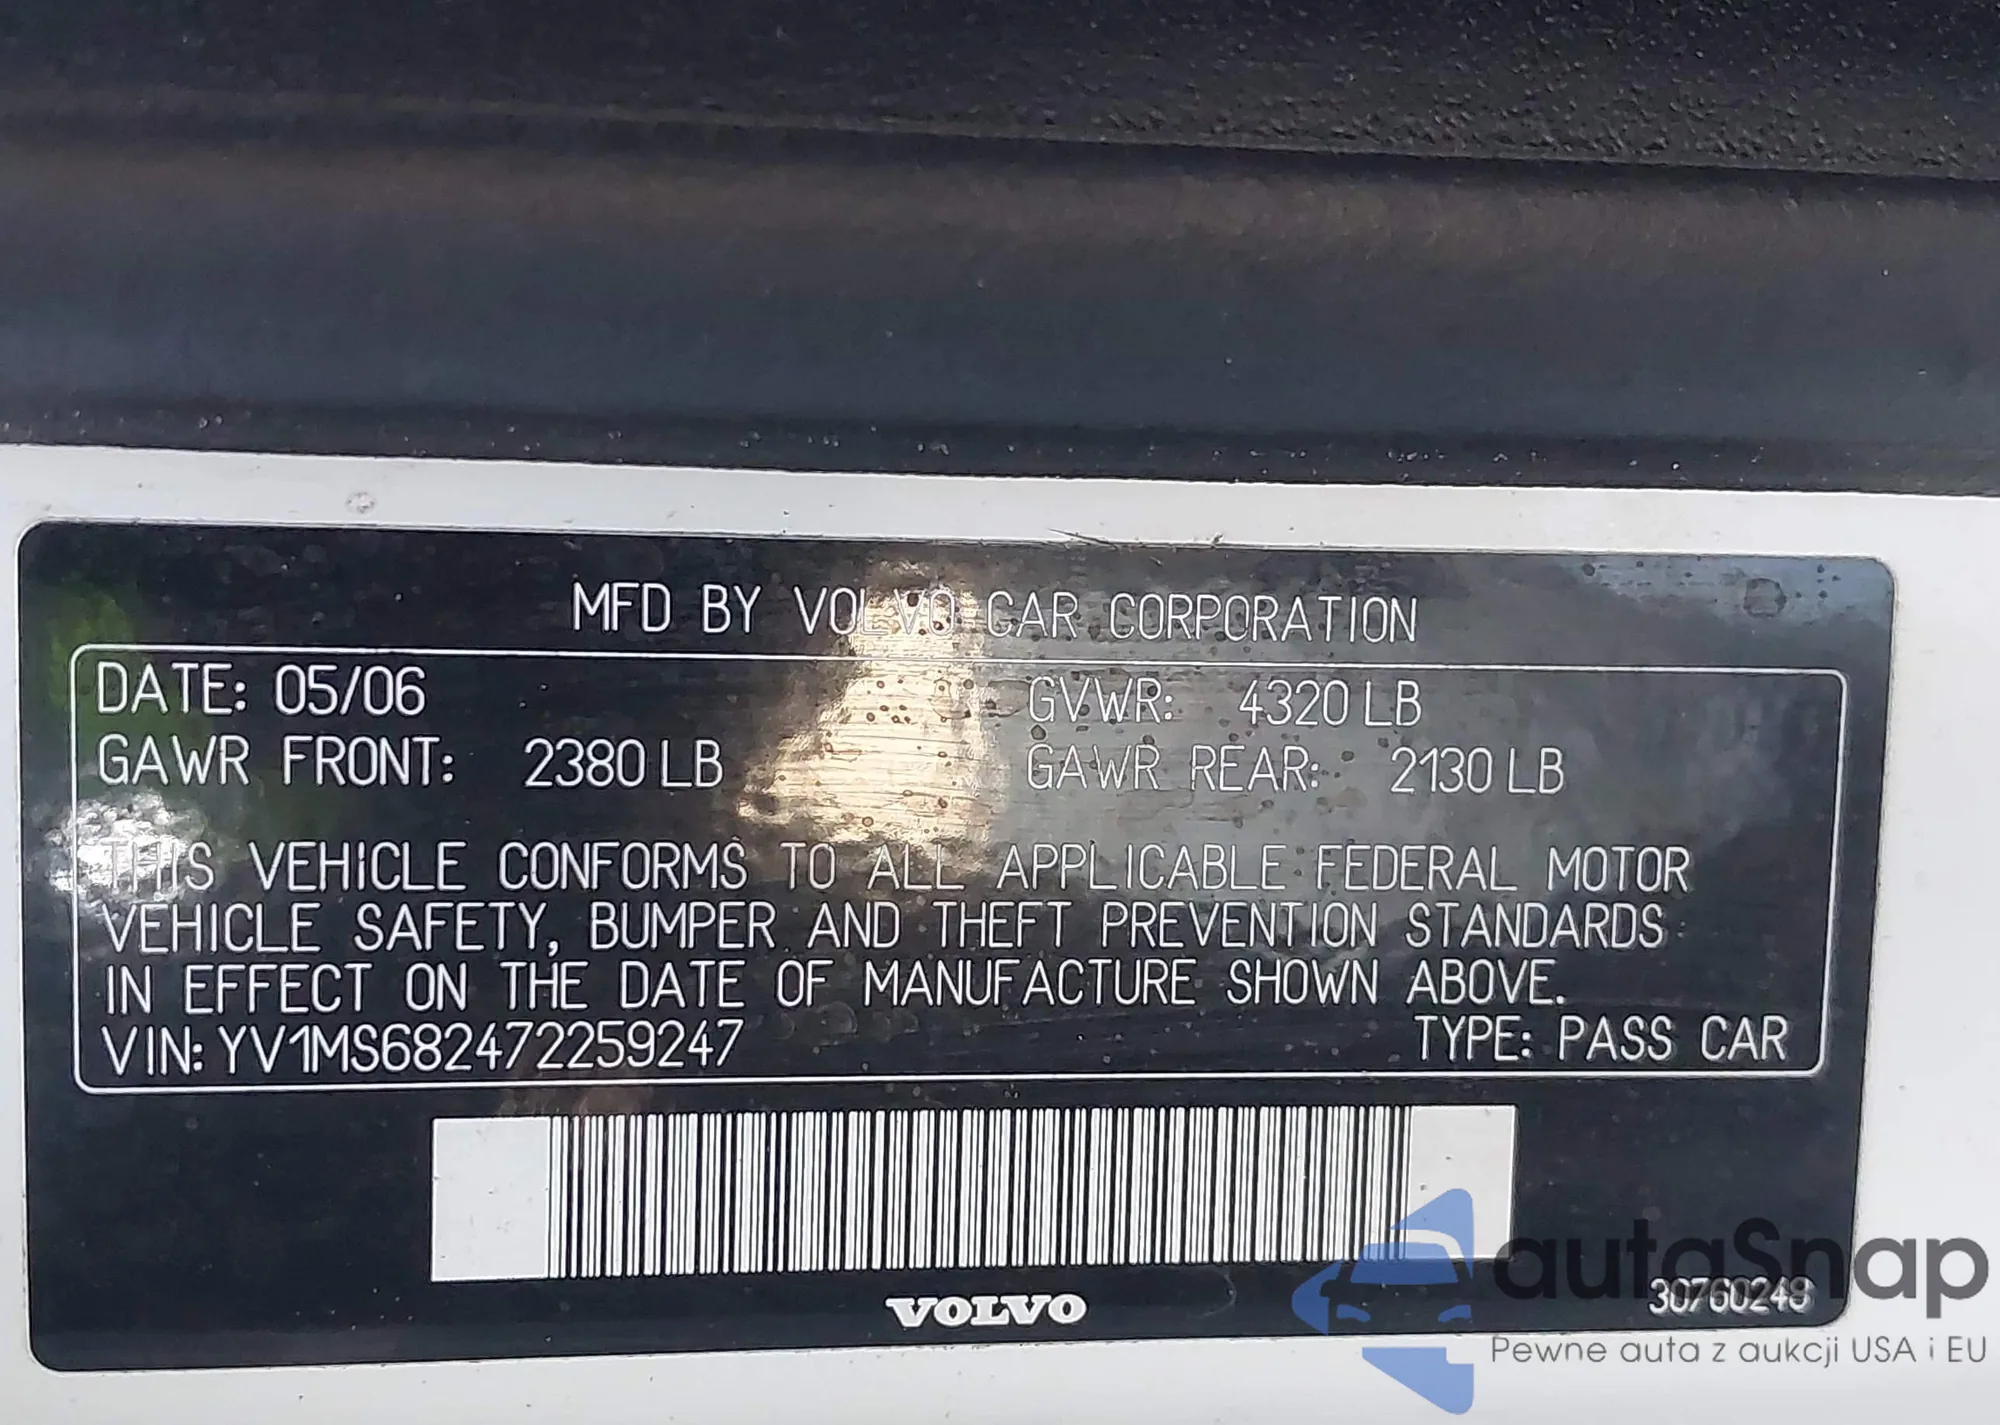 MFD BY VOLVO CAR CORPORATION
DATE: 05/06 GVWR: 4320 LB
GAWR FRONT: 2380 LB GAWR REAR: 2130 LB
THIS VEHICLE CONFORMS TO ALL APPLICABLE FEDERAL MOTOR
VEHICLE SAFETY, BUMPER AND THEFT PREVENTION STANDARDS
IN EFFECT ON THE DATE OF MANUFACTURE SHOWN ABOVE.
VIN: YV1MS682472259247 TYPE: PASS CAR
VOLVO
30760248
autaSnap
Pewne auta z aukcji USA i EU